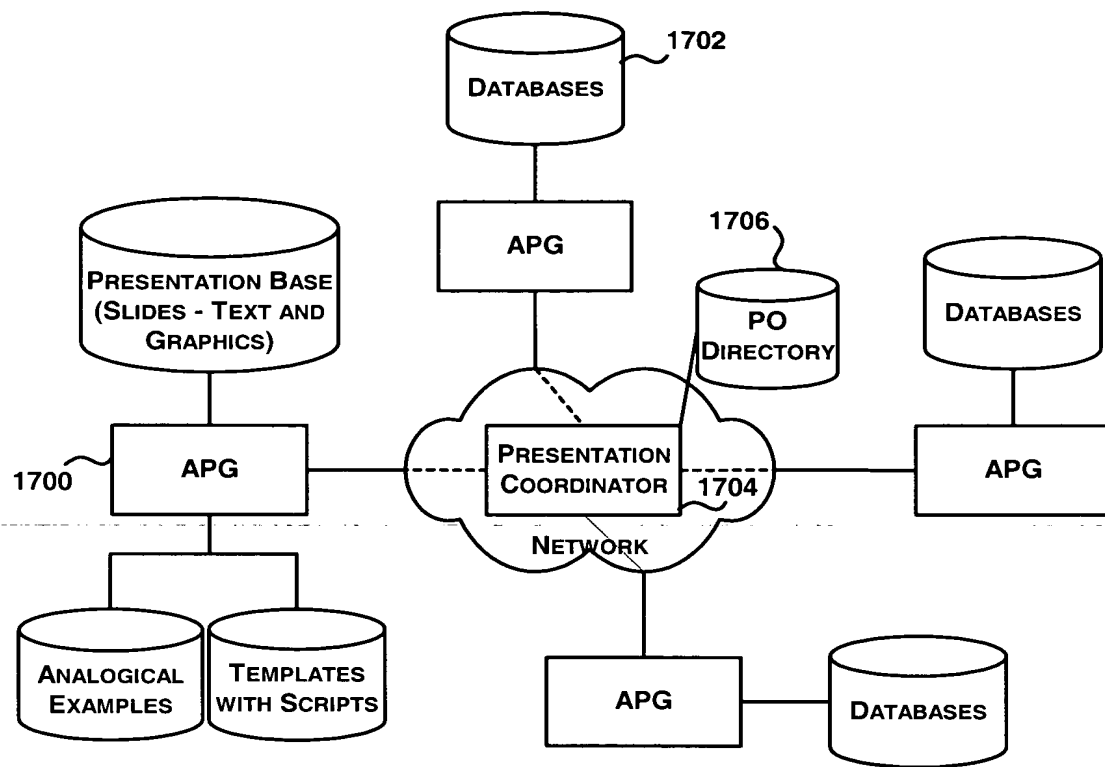 1702
DATABASES
APG
1706
PO
DIRECTORY
PRESENTATION BASE
(SLIDES - TEXT AND
GRAPHICS)
DATABASES
1700
APG
PRESENTATION
COORDINATOR
1704
APG
NETWORK
ANALOGICAL
EXAMPLES
TEMPLATES
WITH SCRIPTS
APG
DATABASES